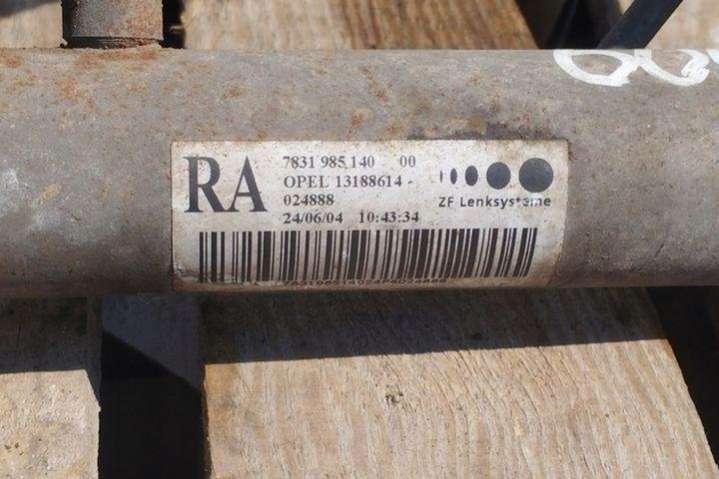 RA
7831 985 140 00
OPEL 13188614 -
024888
24/06/04 10:43:34
ZF Lenksysteme